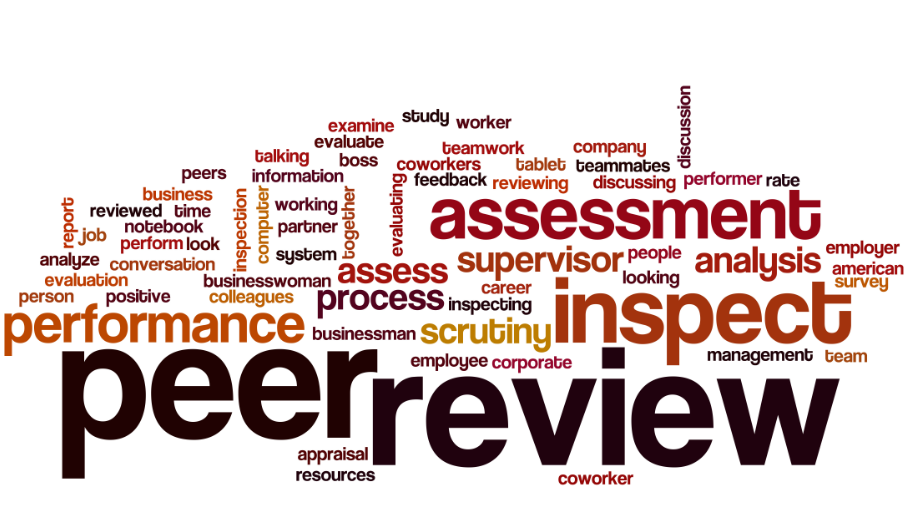 discussion
study
worker
examine
evaluate
teamwork
company
talking
boss
coworkers
tablet
teammates
peers
information
feedback
reviewing
discussing
performer
rate
business
inspection
computer
working
together
evaluating
assessment
report
reviewed
time
notebook
partner
job
perform
look
system
analyze
conversation
supervisor
people
analysis
employer
american
evaluation
businesswoman
assess
looking
survey
person
positive
colleagues
process
career
inspecting
inspect
performance
businessman
scrutiny
management
team
employee
corporate
peer
review
appraisal
resources
coworker